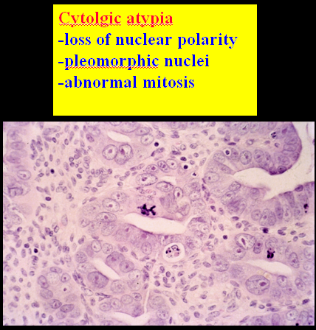 Cytolgic atypia
-loss of nuclear polarity
-pleomorphic nuclei
-abnormal mitosis